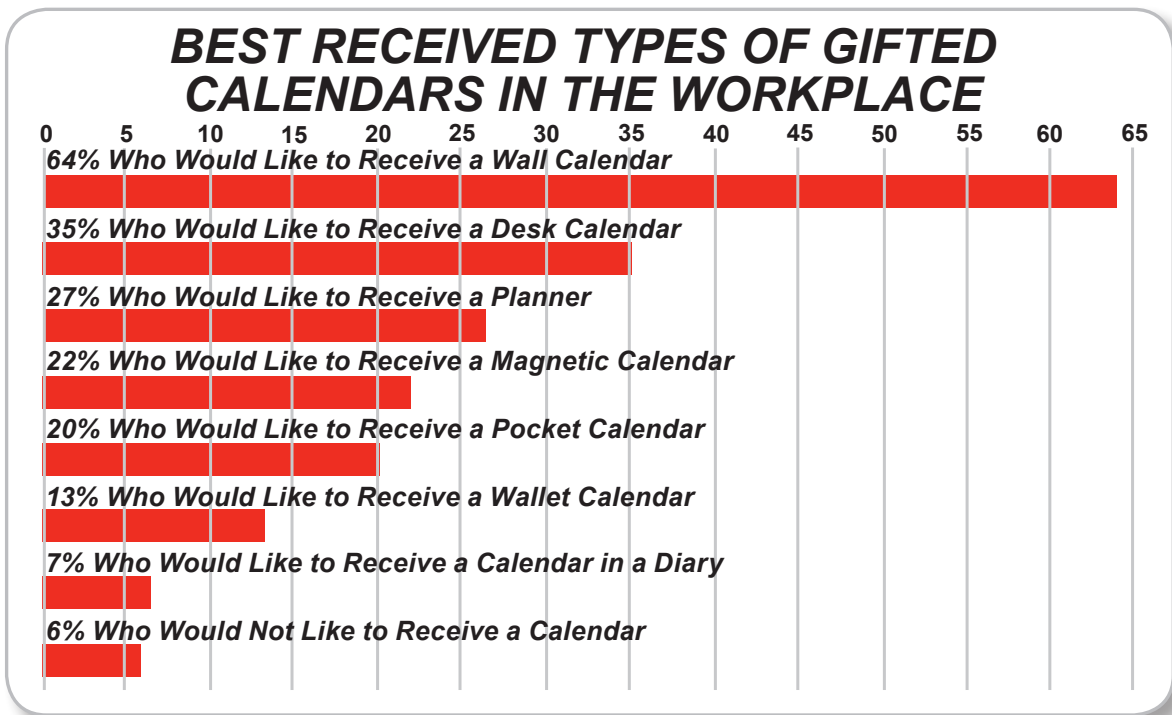 BEST RECEIVED TYPES OF GIFTED
CALENDARS IN THE WORKPLACE
0 5 10 15 20 25 30 35 40 45 50 55 60 65
64% Who Would Like to Receive a Wall Calendar
35% Who Would Like to Receive a Desk Calendar
27% Who Would Like to Receive a Planner
22% Who Would Like to Receive a Magnetic Calendar
20% Who Would Like to Receive a Pocket Calendar
13% Who Would Like to Receive a Wallet Calendar
7% Who Would Like to Receive a Calendar in a Diary
6% Who Would Not Like to Receive a Calendar